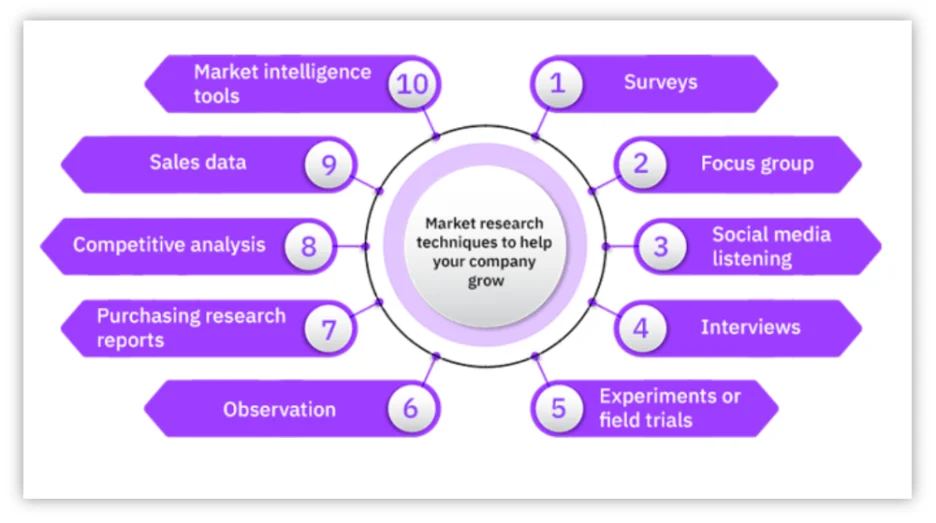 Market research
techniques to help
your company
grow
1
Surveys
2
Focus group
3
Social media
listening
4
Interviews
5
Experiments or
field trials
6
Observation
7
Purchasing research
reports
8
Competitive analysis
9
Sales data
10
Market intelligence
tools